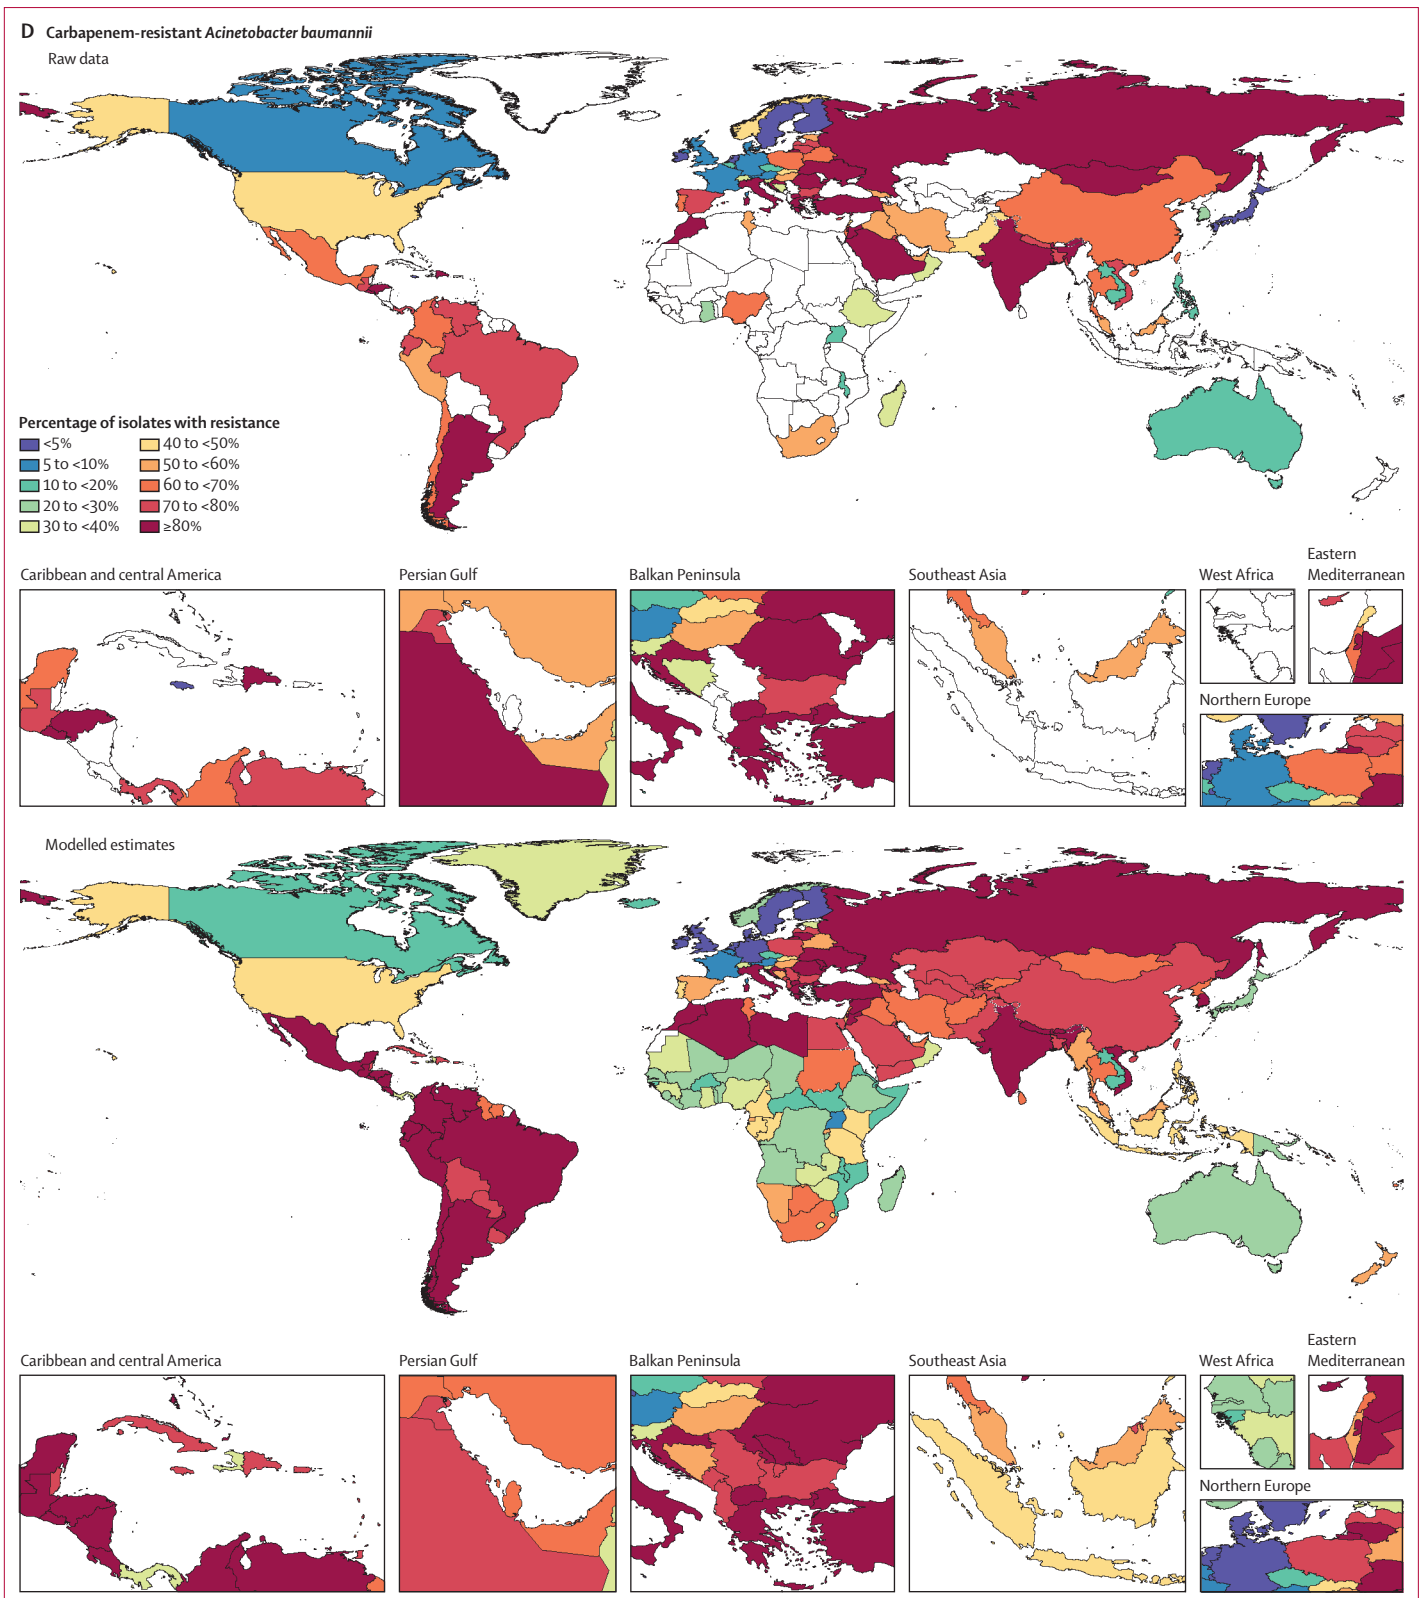 D Carbapenem-resistant Acinetobacter baumannii
Raw data
Percentage of isolates with resistance
<5%
5 to <10%
10 to <20%
20 to <30%
30 to <40%
40 to <50%
50 to <60%
60 to <70%
70 to <80%
≥80%
Caribbean and central America
Persian Gulf
Balkan Peninsula
Southeast Asia
West Africa
Eastern
Mediterranean
Northern Europe
Modelled estimates
Caribbean and central America
Persian Gulf
Balkan Peninsula
Southeast Asia
West Africa
Eastern
Mediterranean
Northern Europe